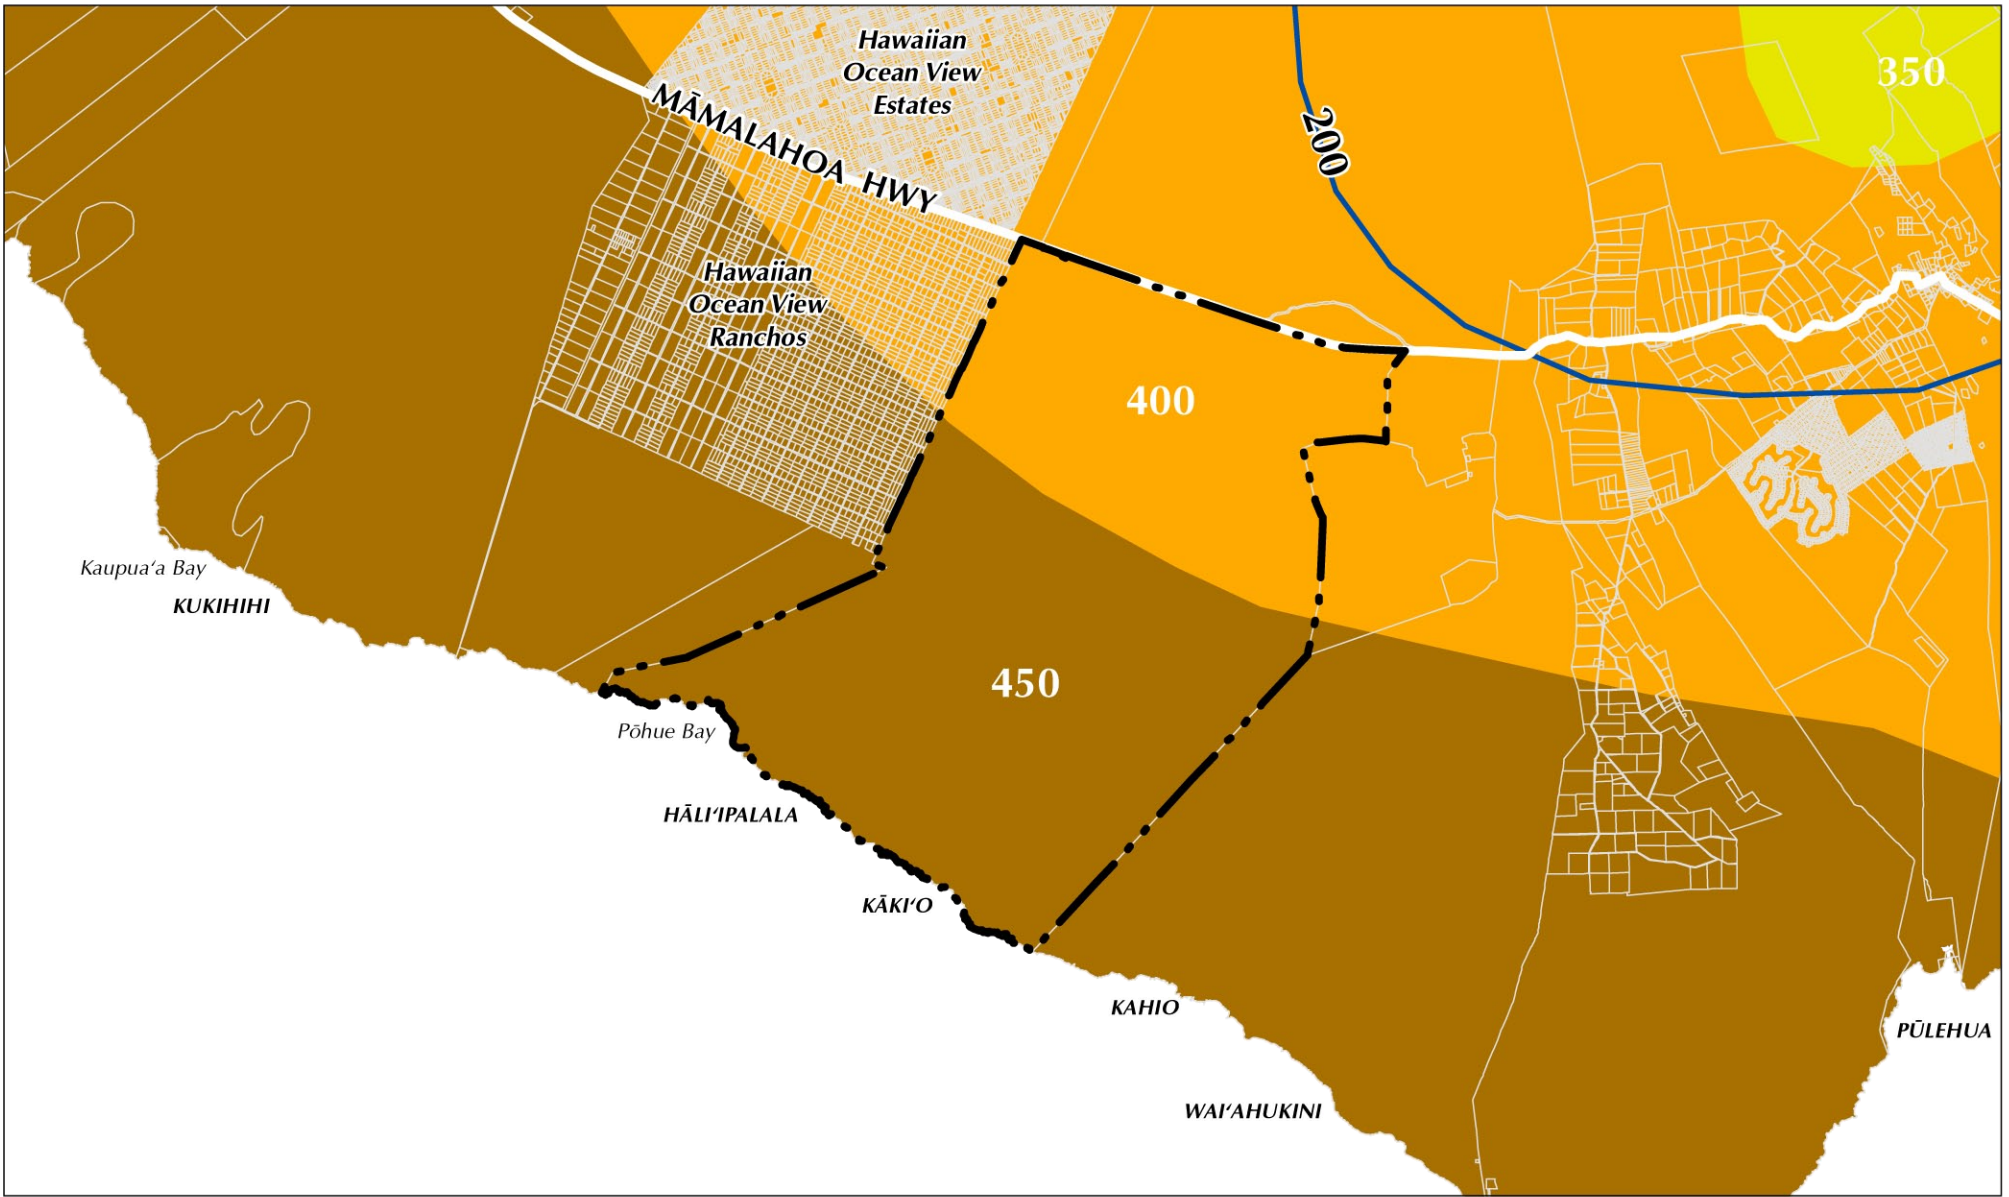 Hawaiian
Ocean View
Estates
350
MĀMALAHOA HWY
200
Hawaiian
Ocean View
Ranchos
400
Kaupuaʻa Bay
KUKIHIHI
450
Pōhue Bay
HĀLIʻIPALALA
KĀKIʻO
KAHIO
PŪLEHUA
WAIʻAHUKINI